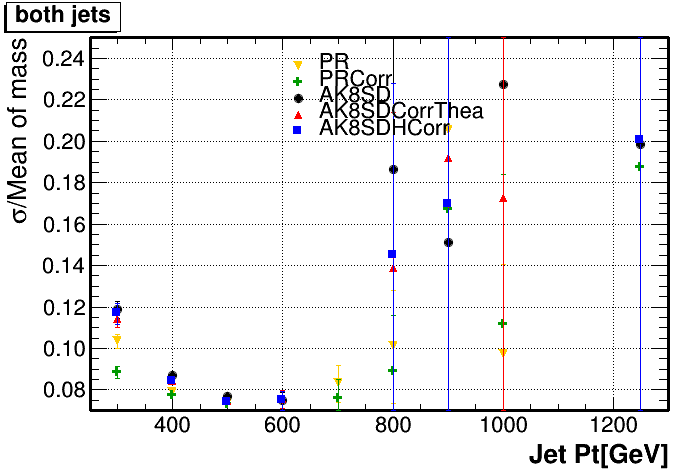 both jets
σ/Mean of mass
0.24
0.22
0.20
0.18
0.16
0.14
0.12
0.10
0.08
PR
PRCorr
AK8SD
AK8SDCorrThea
AK8SDHCorr
400 600 800 1000 1200
Jet Pt[GeV]